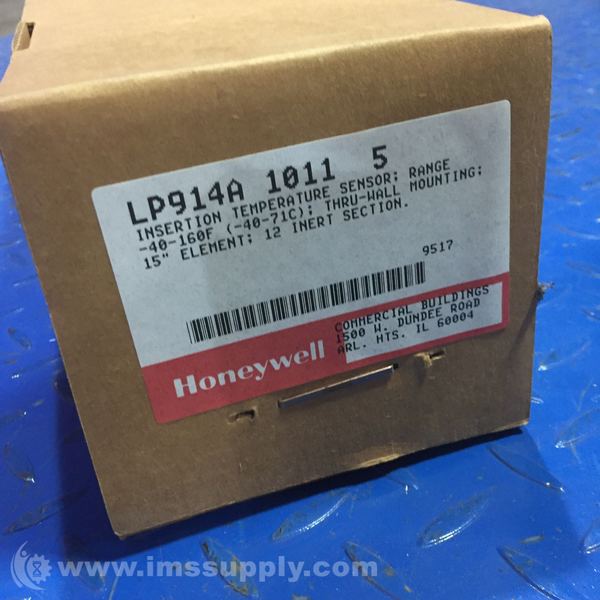 LP914A 1011 5
INSERTION TEMPERATURE SENSOR; RANGE
-40-160F (-40-71C); THRU-WALL MOUNTING;
15" ELEMENT; 12 INERT SECTION.
9517
COMMERCIAL BUILDINGS
1500 W. DUNDEE ROAD
ARL. HTS. IL 60004
Honeywell
www.imssupply.com